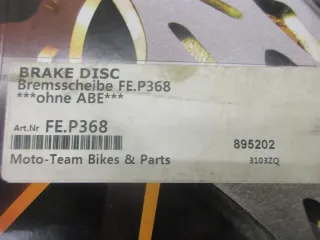 BRAKE DISC
Bremsscheibe FE.P368
***ohne ABE***
Art.Nr FE.P368
895202
Moto-Team Bikes & Parts 3103ZQ